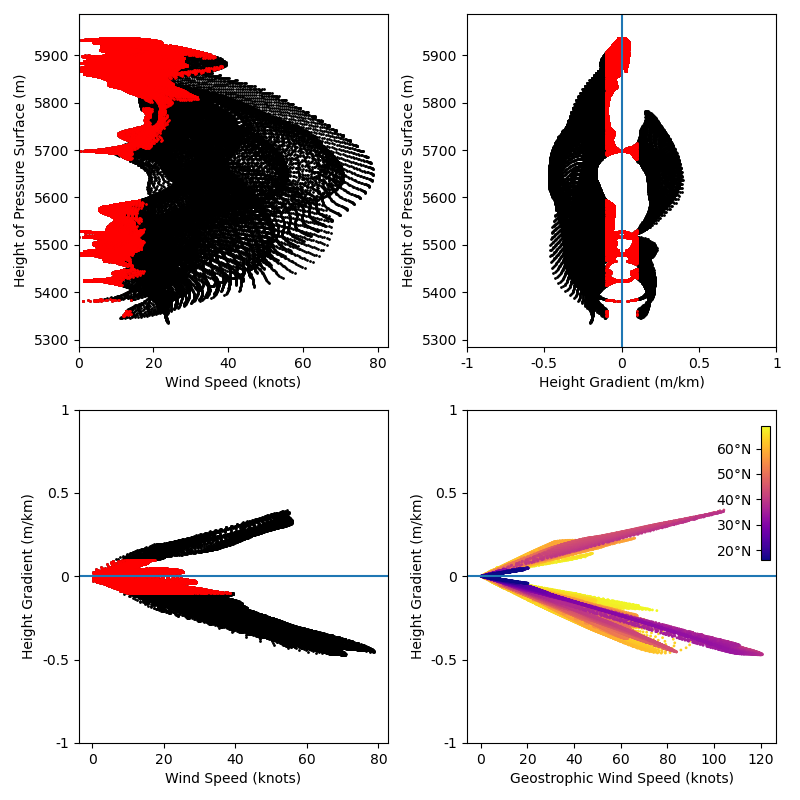 5900
5800
5700
5600
5500
5400
5300
Height of Pressure Surface (m)
0 20 40 60 80
Wind Speed (knots)
5900
5800
5700
5600
5500
5400
5300
Height of Pressure Surface (m)
-1 -0.5 0 0.5 1
Height Gradient (m/km)
1
0.5
0
-0.5
-1
Height Gradient (m/km)
0 20 40 60 80
Wind Speed (knots)
1
0.5
0
-0.5
-1
Height Gradient (m/km)
60°N
50°N
40°N
30°N
20°N
0 20 40 60 80 100 120
Geostrophic Wind Speed (knots)